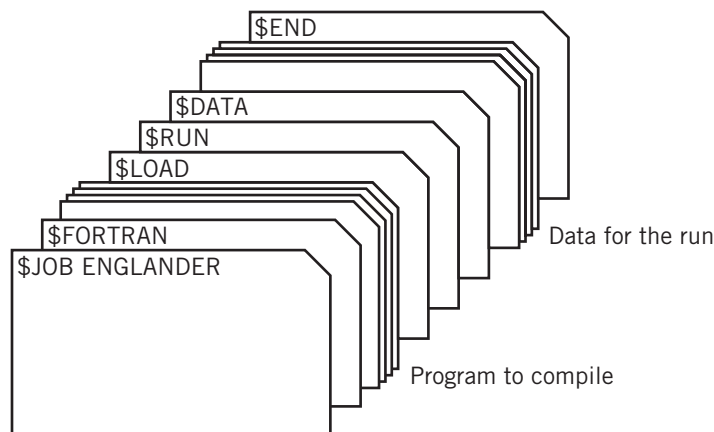 $END
$DATA
$RUN
$LOAD
$FORTRAN
$JOB ENGLANDER
Data for the run
Program to compile